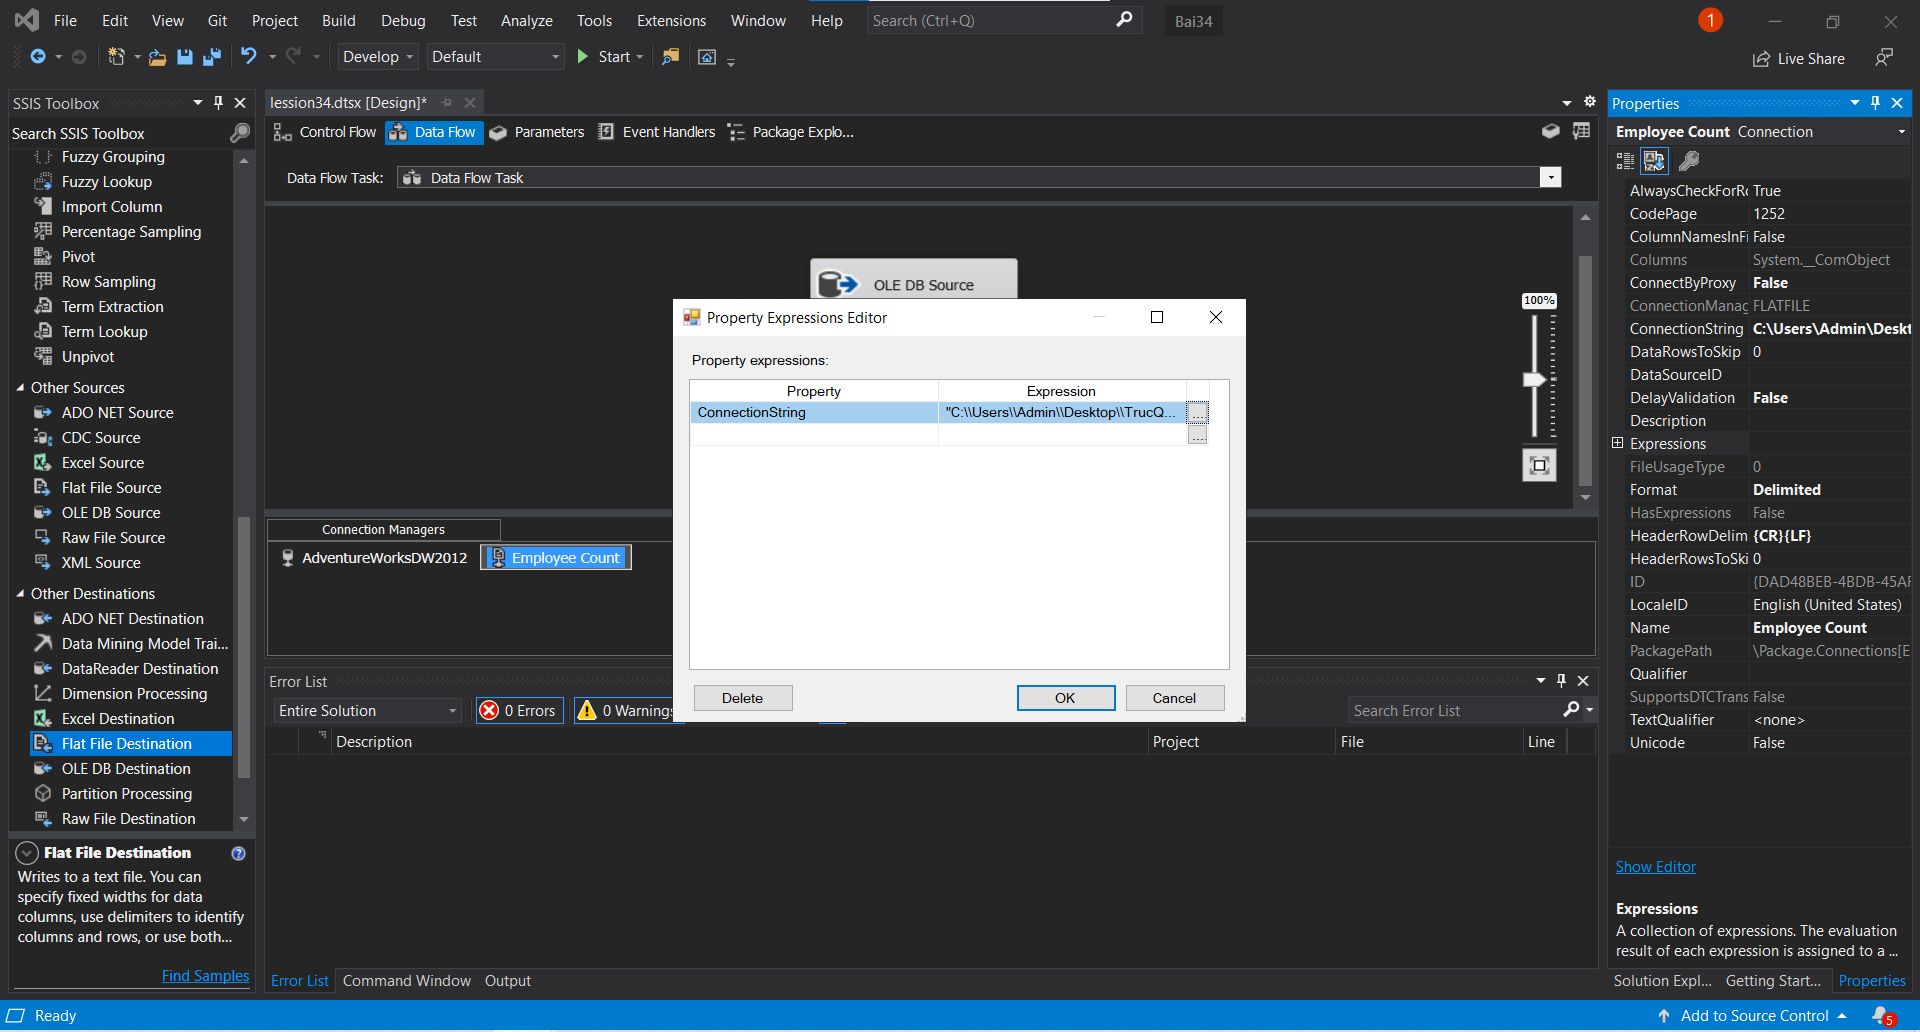 File Edit View Git Project Build Debug Test Analyze Tools Extensions Window Help Search (Ctrl+Q) Bai34 1
Develop Default Start Live Share
SSIS Toolbox
Search SSIS Toolbox
Fuzzy Grouping
Fuzzy Lookup
Import Column
Percentage Sampling
Pivot
Row Sampling
Term Extraction
Term Lookup
Unpivot
Other Sources
ADO NET Source
CDC Source
Excel Source
Flat File Source
OLE DB Source
Raw File Source
XML Source
Other Destinations
ADO NET Destination
Data Mining Model Trai...
DataReader Destination
Dimension Processing
Excel Destination
Flat File Destination
OLE DB Destination
Partition Processing
Raw File Destination
Flat File Destination
Writes to a text file. You can
specify fixed widths for data
columns, use delimiters to identify
columns and rows, or use both...
Find Samples
lession34.dtsx [Design]*
Control Flow Data Flow Parameters Event Handlers Package Explo...
Data Flow Task: Data Flow Task
OLE DB Source
100%
Property Expressions Editor
Property expressions:
Property Expression
ConnectionString "C:\\Users\\Admin\\Desktop\\TrucQ... ...
...
Delete OK Cancel
Connection Managers
AdventureWorksDW2012 Employee Count
Error List
Entire Solution 0 Errors 0 Warnings Search Error List
Description Project File Line
Error List Command Window Output
Properties
Employee Count Connection
AlwaysCheckForRo True
CodePage 1252
ColumnNamesInFi False
Columns System.__ComObject
ConnectByProxy False
ConnectionManag FLATFILE
ConnectionString C:\Users\Admin\Deskt
DataRowsToSkip 0
DataSourceID
DelayValidation False
Description
Expressions
FileUsageType 0
Format Delimited
HasExpressions False
HeaderRowDelim {CR}{LF}
HeaderRowsToSki 0
ID {DAD48BEB-4BDB-45AF
LocaleID English (United States)
Name Employee Count
PackagePath \Package.Connections[E
Qualifier
SupportsDTCTrans False
TextQualifier <none>
Unicode False
Show Editor
Expressions
A collection of expressions. The evaluation
result of each expression is assigned to a ...
Solution Expl... Getting Start... Properties
Ready Add to Source Control 5